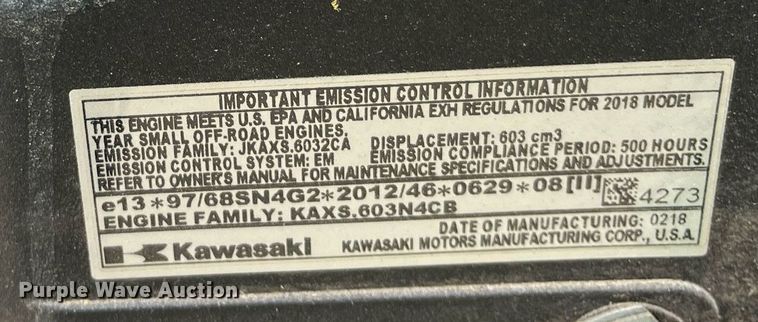 IMPORTANT EMISSION CONTROL INFORMATION
THIS ENGINE MEETS U.S. EPA AND CALIFORNIA EXH REGULATIONS FOR 2018 MODEL
YEAR SMALL OFF-ROAD ENGINES.
EMISSION FAMILY: JKAXS.6032CA DISPLACEMENT: 603 cm3
EMISSION CONTROL SYSTEM: EM EMISSION COMPLIANCE PERIOD: 500 HOURS
REFER TO OWNER'S MANUAL FOR MAINTENANCE SPECIFICATIONS AND ADJUSTMENTS.
e13*97/68SN4G2*2012/46*0629*08[II] 4273
ENGINE FAMILY: KAXS.603N4CB
DATE OF MANUFACTURING: 0218
Kawasaki KAWASAKI MOTORS MANUFACTURING CORP., U.S.A.
Purple Wave Auction